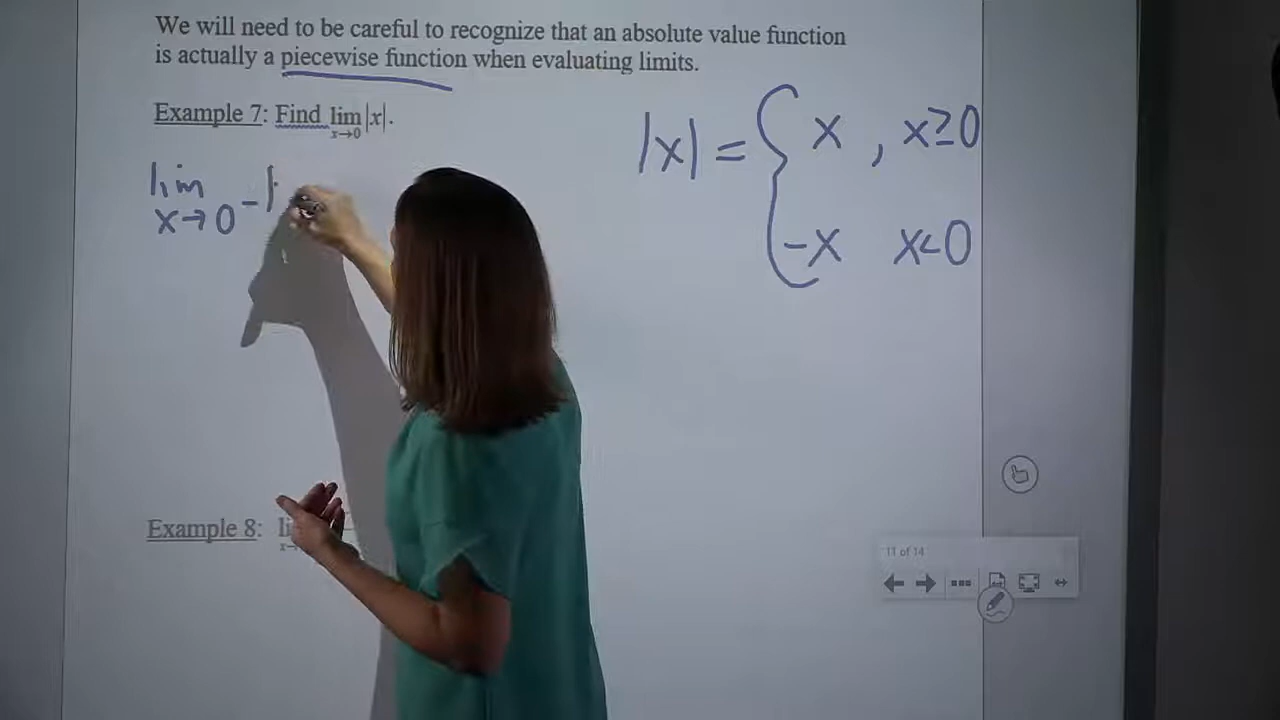 We will need to be careful to recognize that an absolute value function
is actually a piecewise function when evaluating limits.
Example 7: Find lim |x|.
x→0
|x| = { x , x≥0
-x x<0
lim
x→0 - |
Example 8:
11 of 14